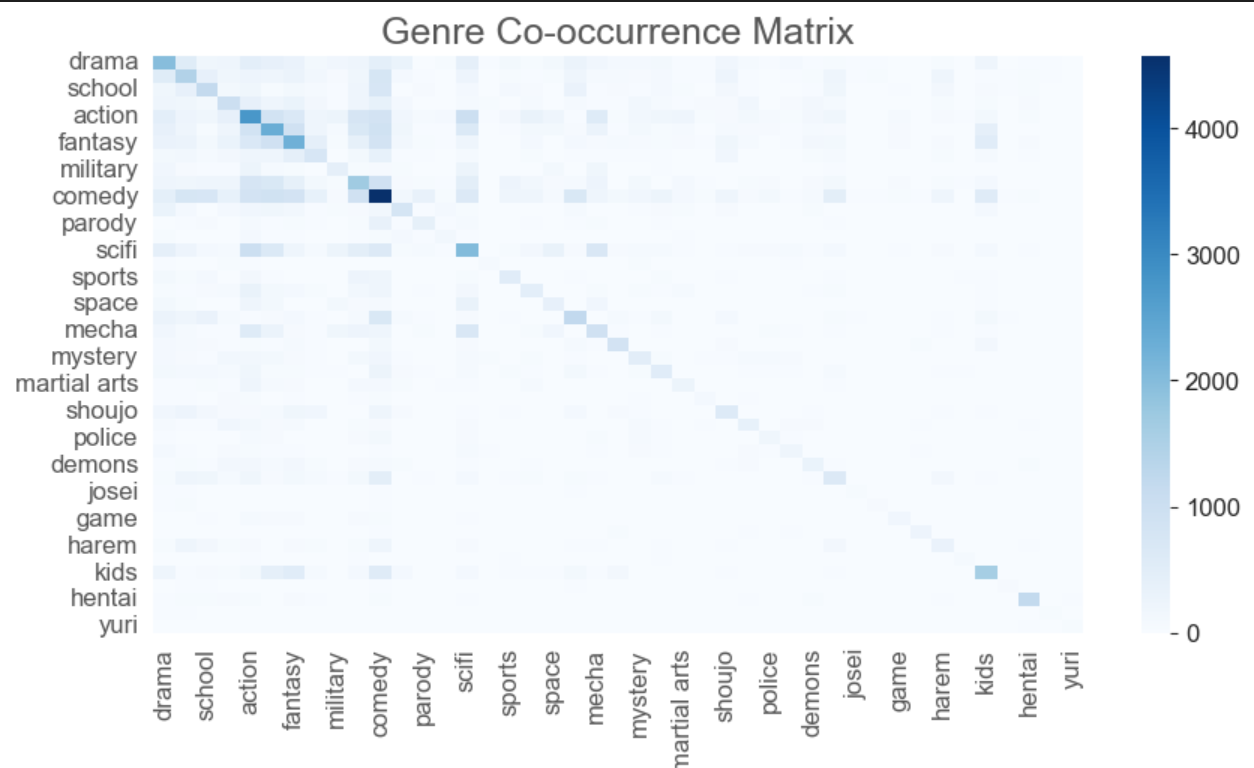 Genre Co-occurrence Matrix
drama
school
action
fantasy
military
comedy
parody
scifi
sports
space
mecha
mystery
martial arts
shoujo
police
demons
josei
game
harem
kids
hentai
yuri
4000
3000
2000
1000
0
drama
school
action
fantasy
military
comedy
parody
scifi
sports
space
mecha
mystery
martial arts
shoujo
police
demons
josei
game
harem
kids
hentai
yuri